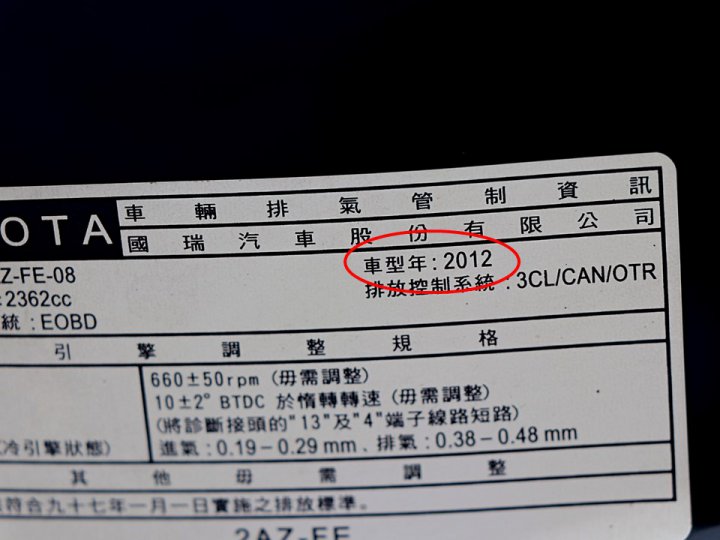 OTA
車輛排氣管制資訊
國瑞汽車股份有限公司
Z-FE-08
車型年:2012
2362cc
排放控制系統:3CL/CAN/OTR
統:EOBD
引擎調整規格
660±50rpm (毋需調整)
10±2° BTDC 於惰轉轉速 (毋需調整)
(將診斷接頭的"13"及"4"端子線路短路)
冷引擎狀態)
進氣:0.19-0.29 mm、排氣:0.38-0.48 mm
其他毋需調整
符合九十七年一月一日實施之排放標準。
2AZ-FE